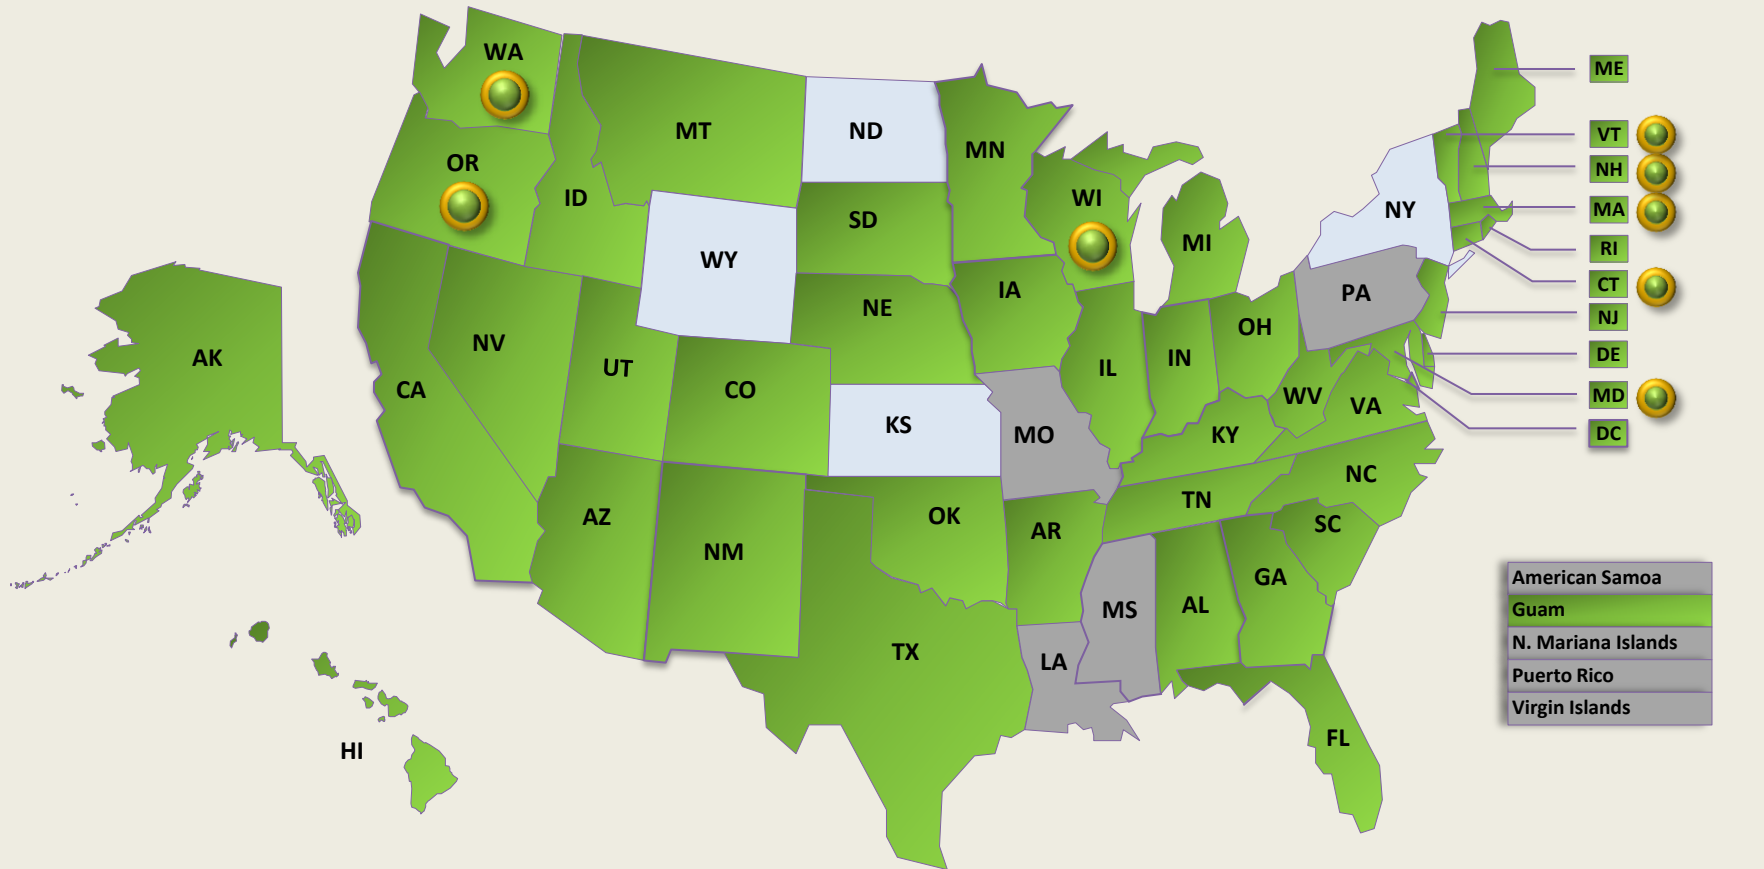 WA
ME
MT
ND
VT
MN
OR
NH
ID
WI
MA
NY
SD
RI
MI
WY
CT
IA
PA
NE
NJ
OH
NV
DE
AK
IN
UT
IL
CA
CO
MD
WV
VA
KS
DC
MO
KY
NC
TN
AZ
OK
SC
AR
NM
GA
American Samoa
MS
AL
Guam
N. Mariana Islands
TX
LA
Puerto Rico
Virgin Islands
FL
HI